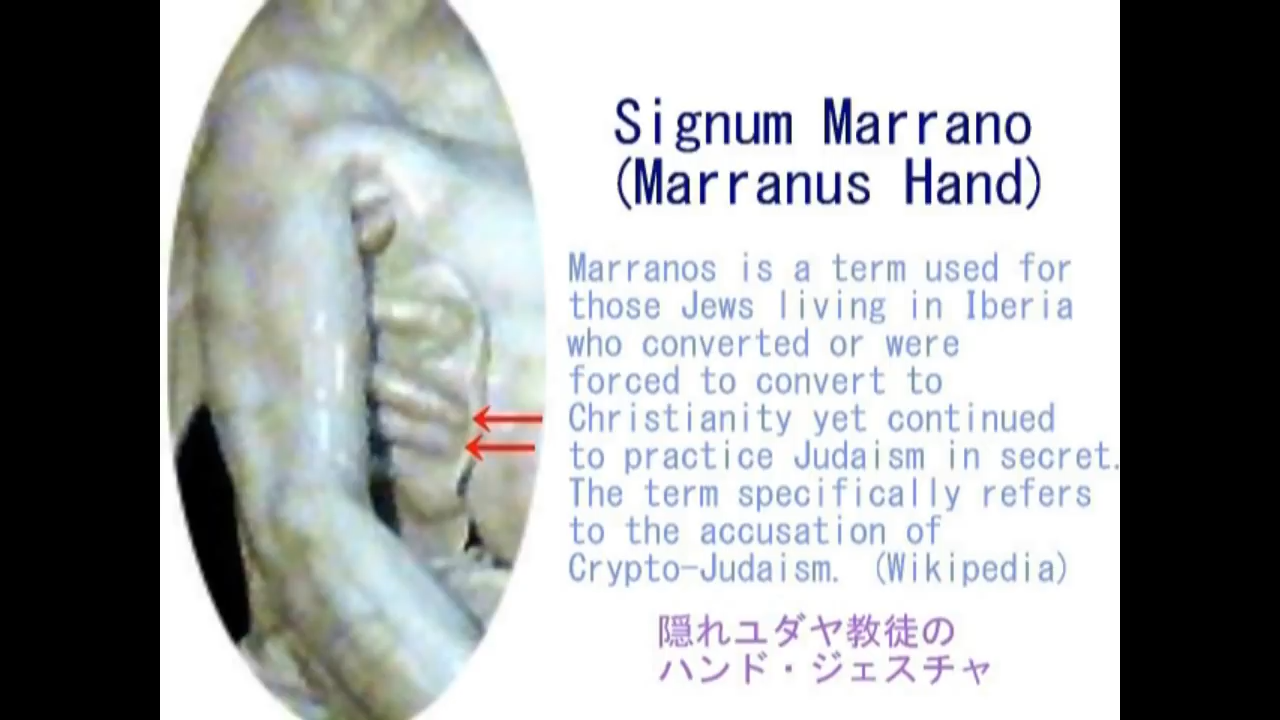 Signum Marrano
(Marranus Hand)
Marranos is a term used for
those Jews living in Iberia
who converted or were
forced to convert to
Christianity yet continued
to practice Judaism in secret.
The term specifically refers
to the accusation of
Crypto-Judaism. (Wikipedia)
隠れユダヤ教徒の
ハンド・ジェスチャ